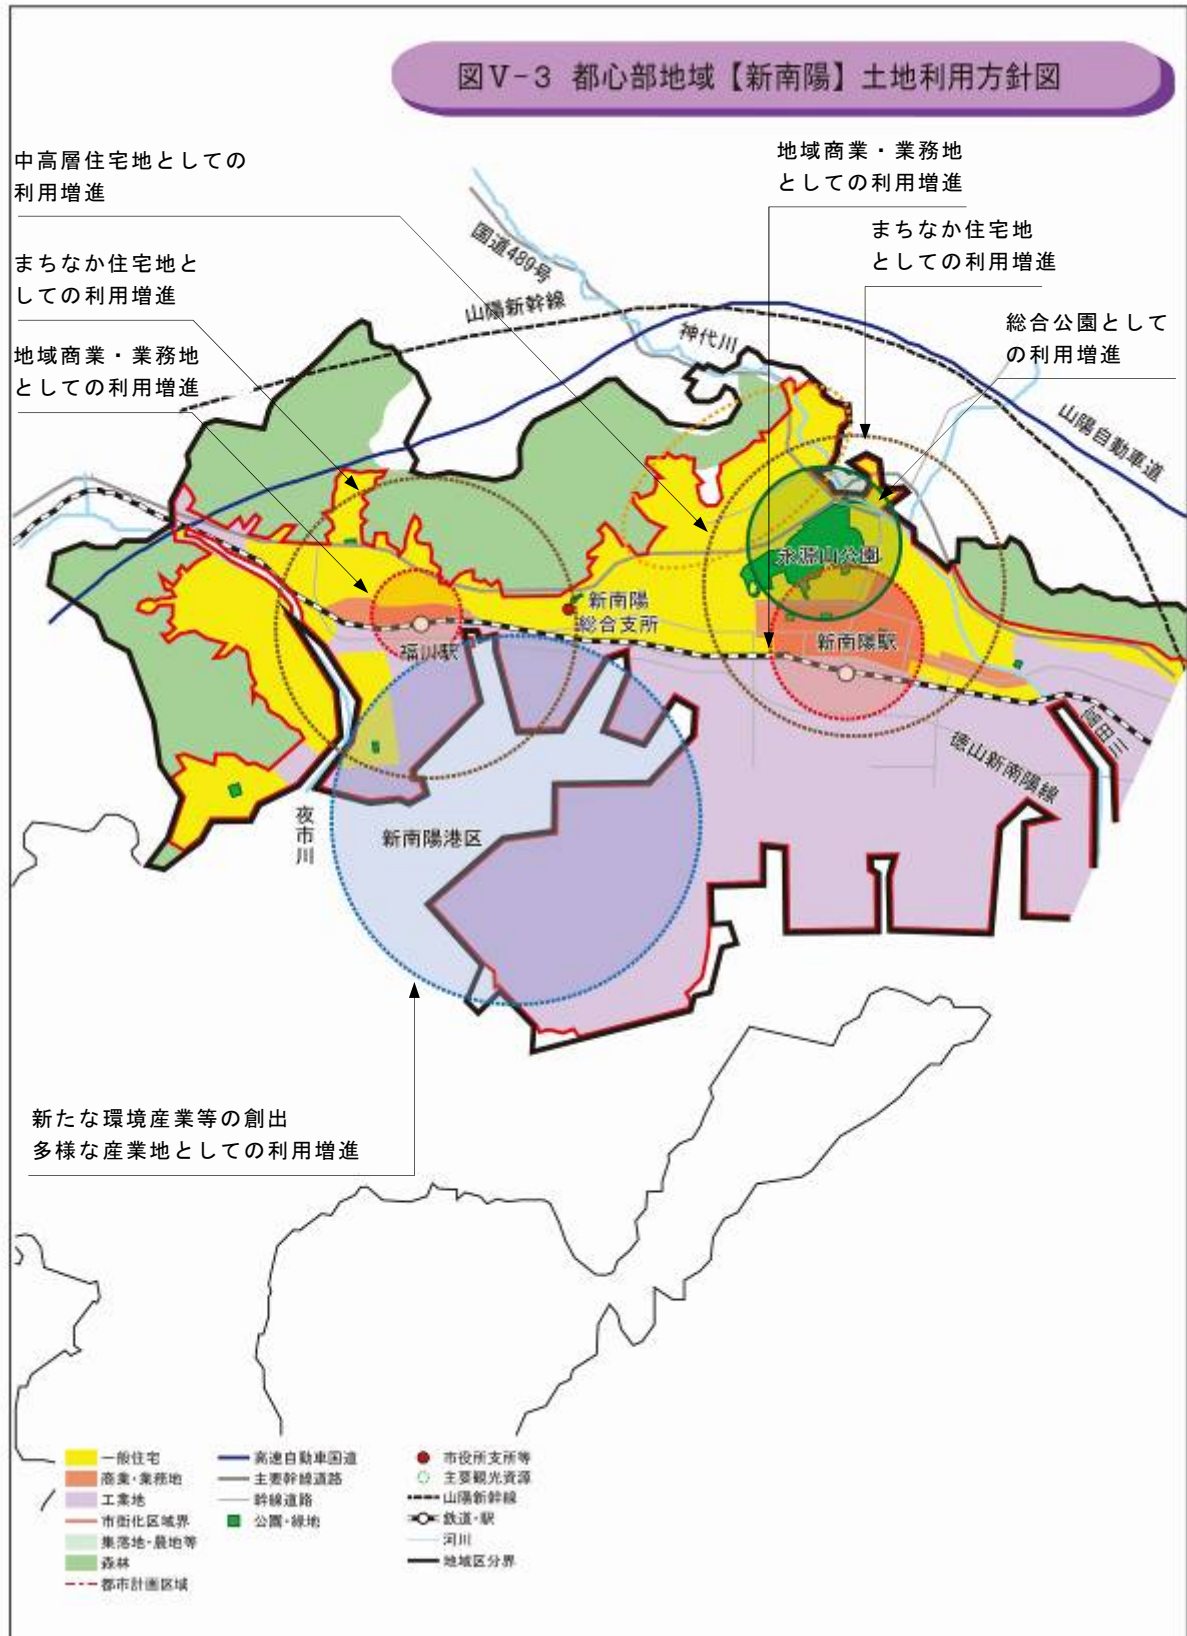 図Ⅴ-3 都心部地域【新南陽】土地利用方針図
中高層住宅地としての
利用増進
まちなか住宅地と
しての利用増進
地域商業・業務地
としての利用増進
地域商業・業務地
としての利用増進
まちなか住宅地
としての利用増進
総合公園として
の利用増進
国道489号
山陽新幹線
神代川
山陽自動車道
永源山公園
新南陽
総合支所
新南陽駅
福川駅
徳山新南陽線
新南陽港区
夜市川
新たな環境産業等の創出
多様な産業地としての利用増進
一般住宅
商業・業務地
工業地
市街化区域界
集落地・農地等
森林
都市計画区域
高速自動車国道
主要幹線道路
幹線道路
公園・緑地
市役所支所等
主要観光資源
山陽新幹線
鉄道・駅
河川
地域区分界